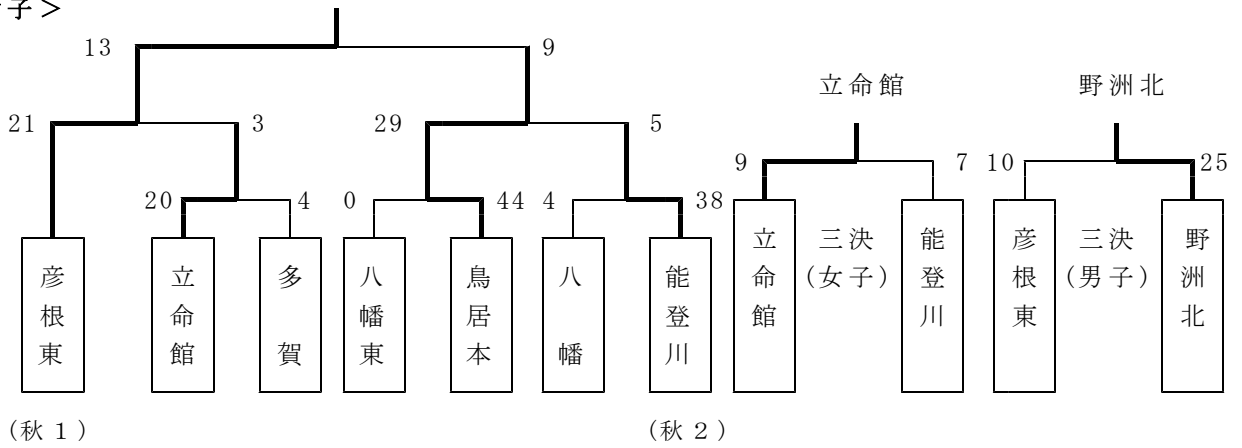 子＞
13 9
立命館 野洲北
21 3 29 5
9 7 10 25
20 4 0 44 4 38
彦根東
立命館
多賀
八幡東
鳥居本
八幡
能登川
立命館
三決
(女子)
能登川
彦根東
三決
(男子)
野洲北
(秋１) (秋２)